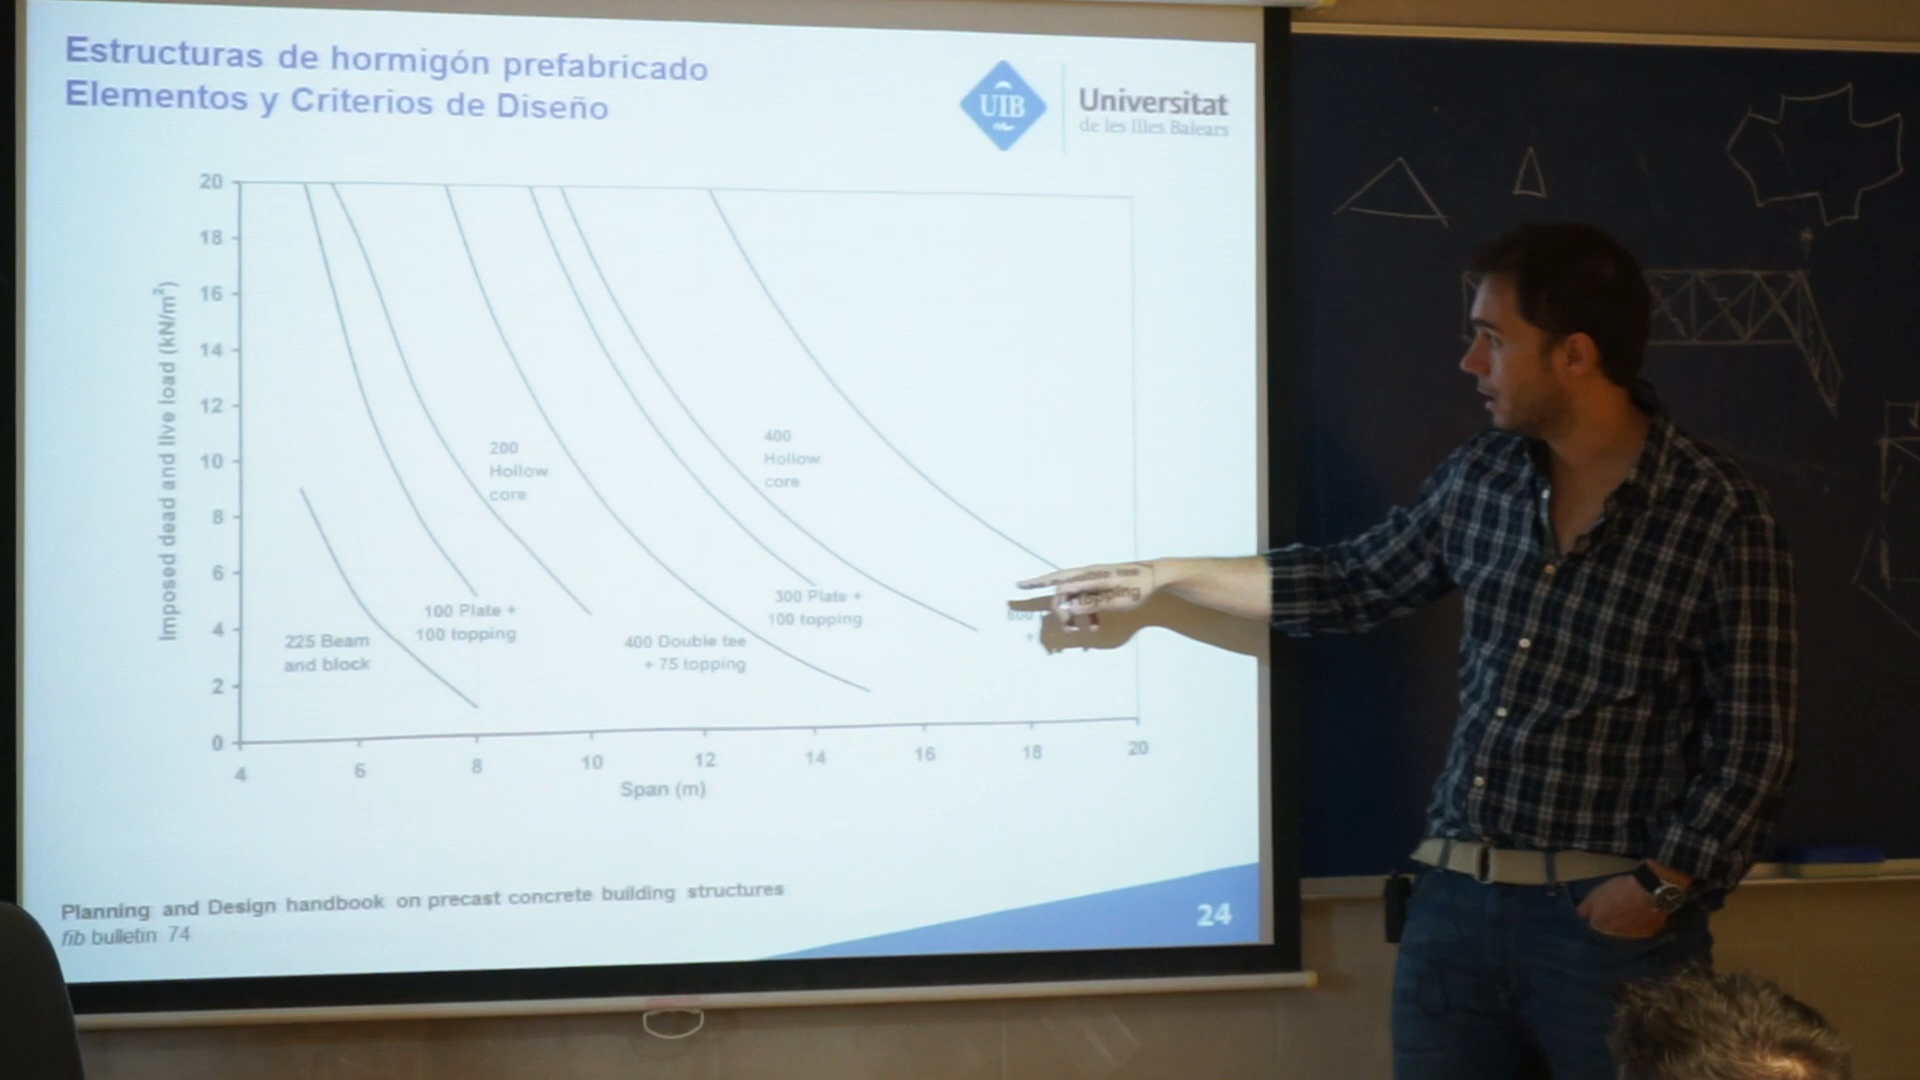 Estructuras de hormigón prefabricado
Elementos y Criterios de Diseño
UIB
Universitat
de les Illes Balears
Imposed dead and live load (kN/m²)
20
18
16
14
12
10
8
6
4
2
0
200
Hollow
core
400
Hollow
core
225 Beam
and block
100 Plate +
100 topping
400 Double tee
+ 75 topping
300 Plate +
100 topping
tee
topping
+
4
6
8
10
12
14
16
18
20
Span (m)
Planning and Design handbook on precast concrete building structures
fib bulletin 74
24